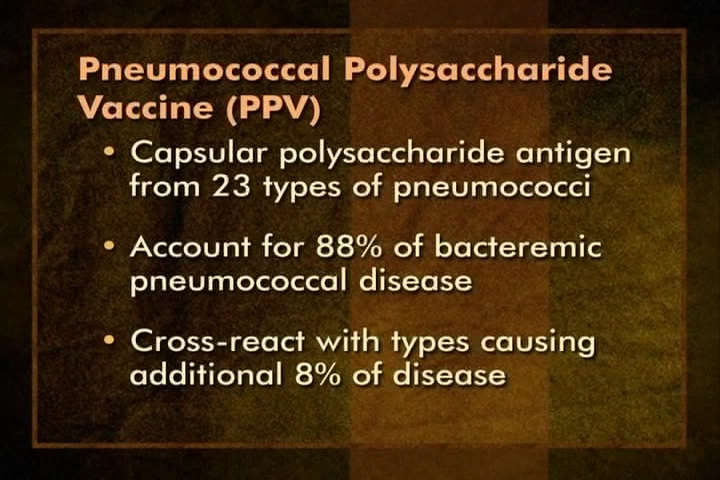 Pneumococcal Polysaccharide
Vaccine (PPV)
• Capsular polysaccharide antigen
from 23 types of pneumococci
• Account for 88% of bacteremic
pneumococcal disease
• Cross-react with types causing
additional 8% of disease